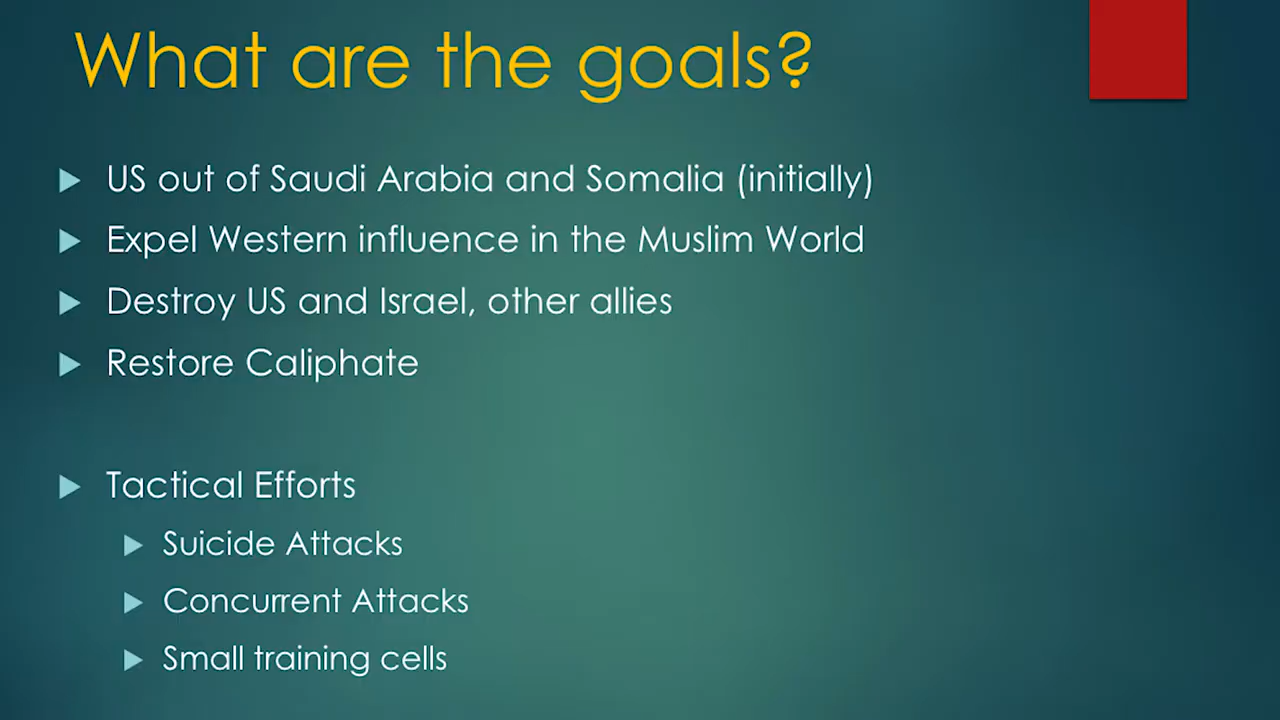 What are the goals?
US out of Saudi Arabia and Somalia (initially)
Expel Western influence in the Muslim World
Destroy US and Israel, other allies
Restore Caliphate
Tactical Efforts
Suicide Attacks
Concurrent Attacks
Small training cells